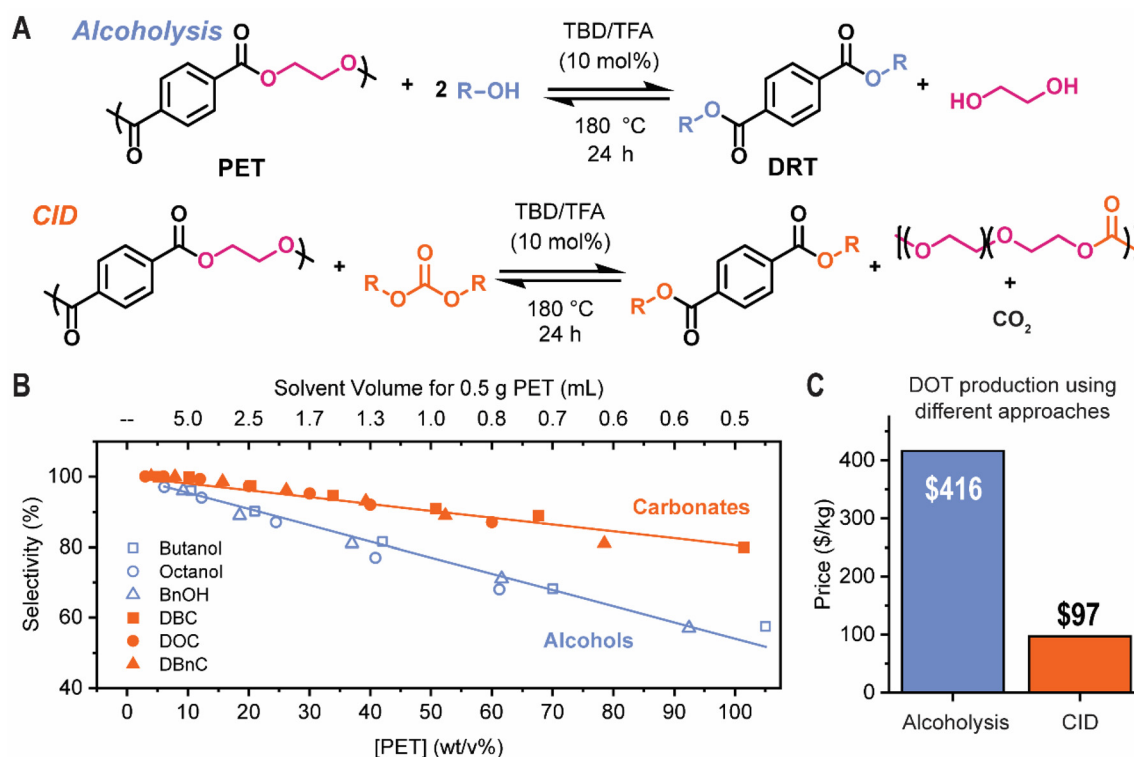 A
Alcoholysis
O
O
O
O
PET
+
2 R-OH
TBD/TFA
(10 mol%)
180 °C
24 h
O
O
R
R
O
O
DRT
+
HO
OH
CID
O
O
O
O
+
O
R
R
O
O
TBD/TFA
(10 mol%)
180 °C
24 h
O
O
R
R
O
O
+
O
O
O
O
+
CO2
B
Solvent Volume for 0.5 g PET (mL)
-- 5.0 2.5 1.7 1.3 1.0 0.8 0.7 0.6 0.6 0.5
Selectivity (%)
100
80
60
40
Carbonates
Alcohols
Butanol
Octanol
BnOH
DBC
DOC
DBnC
0 10 20 30 40 50 60 70 80 90 100
[PET] (wt/v%)
C
DOT production using
different approaches
Price ($/kg)
400
300
200
100
0
$416
$97
Alcoholysis CID